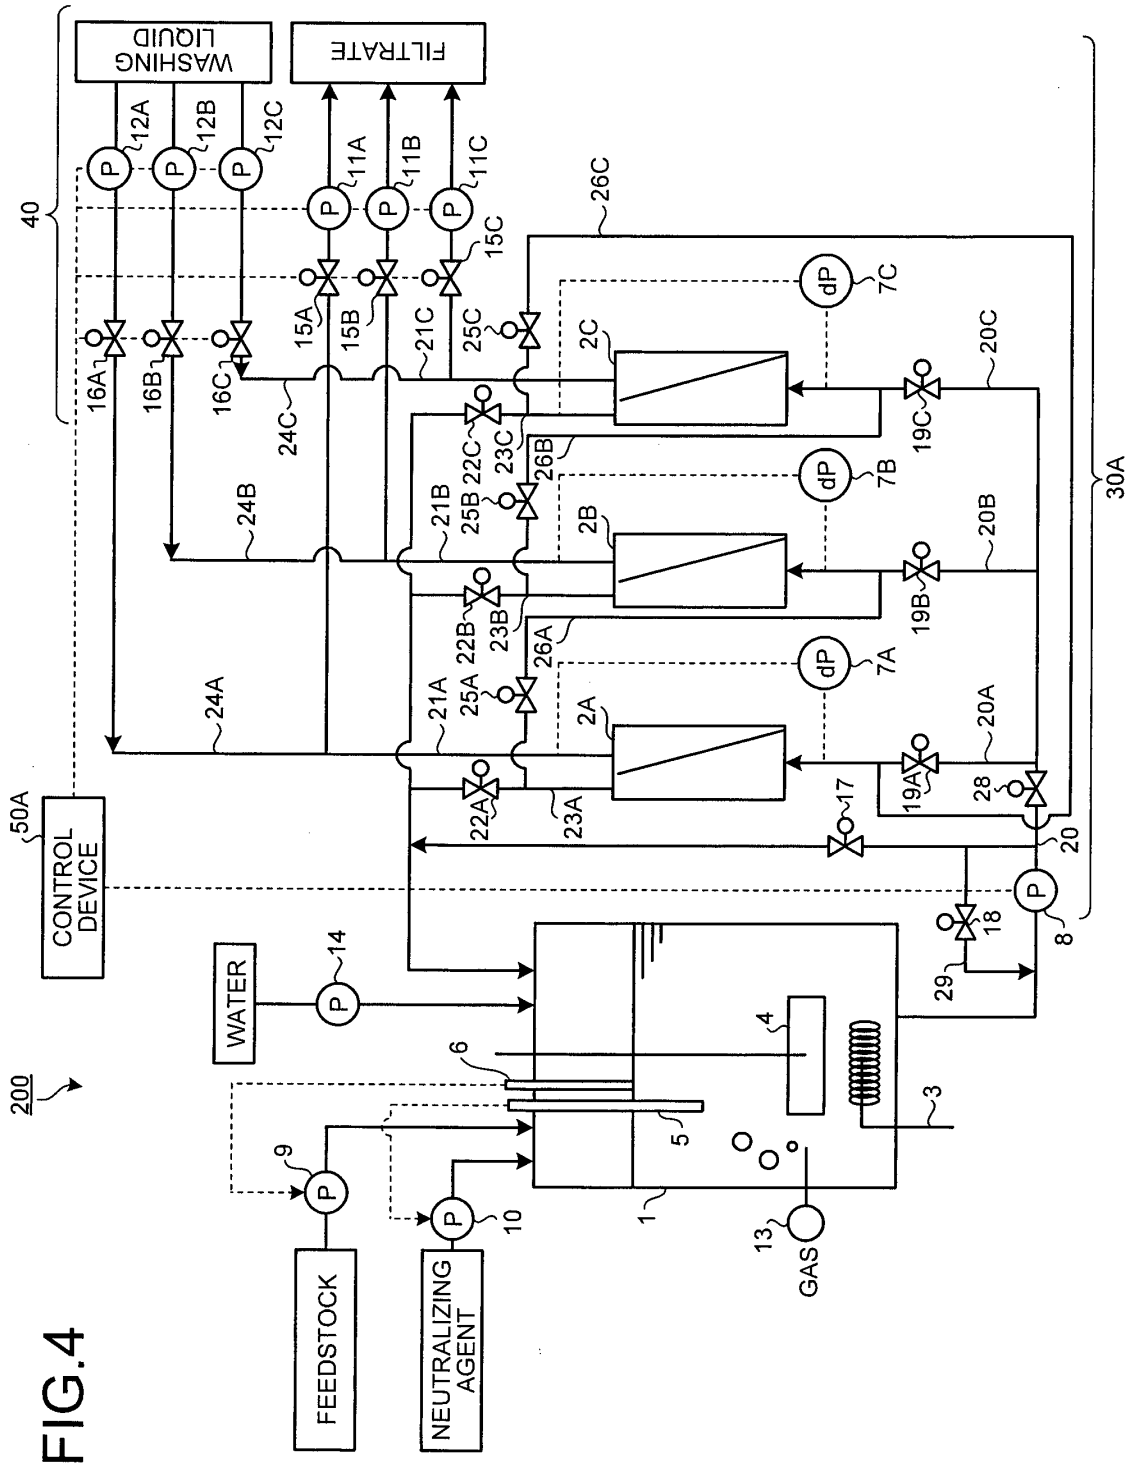 FIG.4
200
40
50A
CONTROL
DEVICE
WASHING
LIQUID
FILTRATE
12A
12B
12C
11A
11B
11C
16A
16B
16C
15A
15B
15C
24A
24B
24C
21A
21B
21C
22A
22B
22C
23A
23B
23C
25A
25B
25C
26A
26B
26C
2A
2B
2C
7A
7B
7C
dP
dP
dP
19A
19B
19C
20A
20B
20C
20
28
17
18
29
8
30A
WATER
14
6
5
4
3
1
13
GAS
9
10
FEEDSTOCK
NEUTRALIZING
AGENT
P
P
P
P
P
P
P
P
P
P